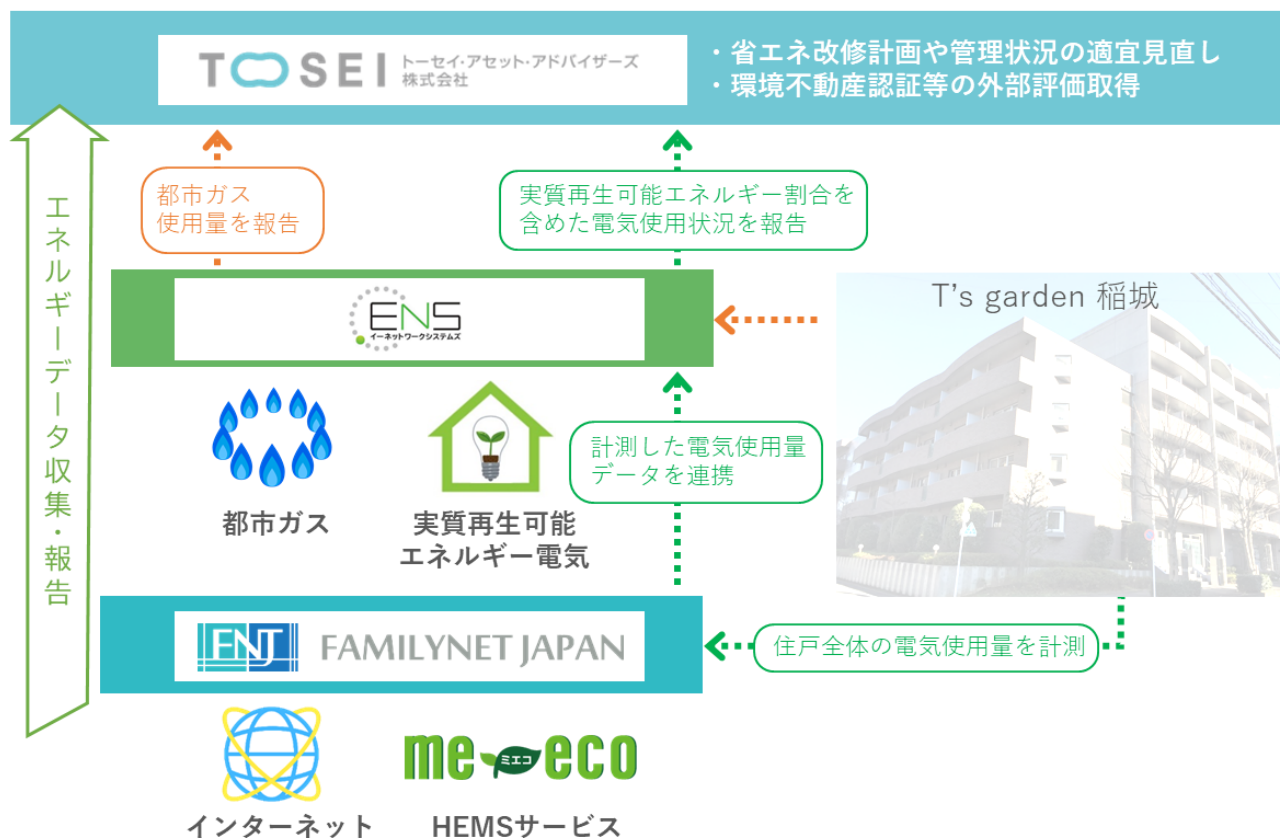 TOSEI トーセイ・アセット・アドバイザーズ
株式会社
・省エネ改修計画や管理状況の適宜見直し
・環境不動産認証等の外部評価取得
エネルギーデータ収集・報告
都市ガス
使用量を報告
実質再生可能エネルギー割合を
含めた電気使用状況を報告
ENS
イーネットワークシステムズ
T's garden 稲城
都市ガス
実質再生可能
エネルギー電気
計測した電気使用量
データを連携
FNJ FAMILYNET JAPAN
住戸全体の電気使用量を計測
インターネット
me ミエコ eco
HEMSサービス